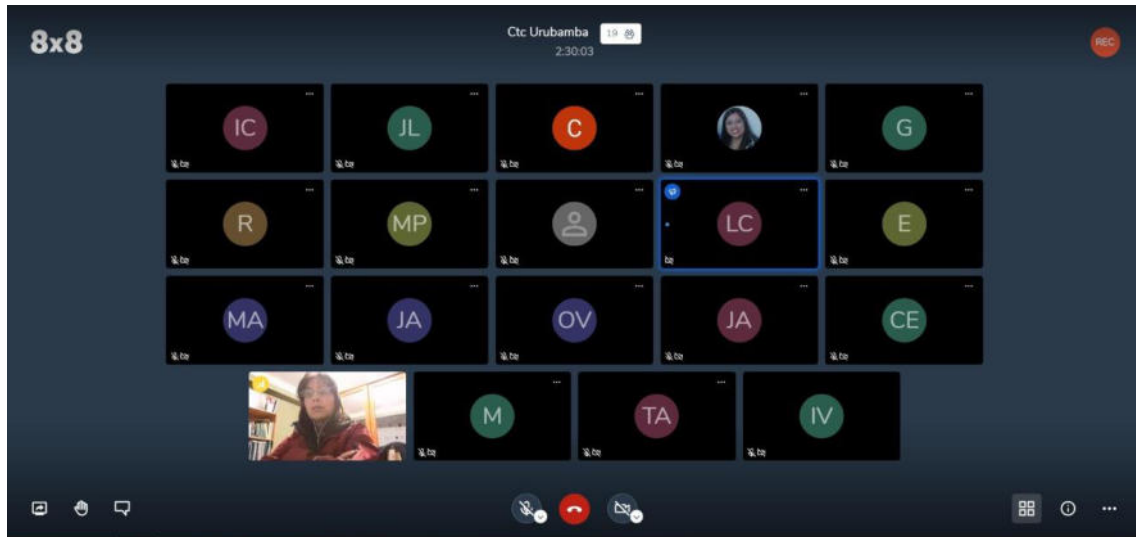 8x8
Ctc Urubamba 19
2:30:03
REC
IC
JL
C
G
R
MP
LC
E
MA
JA
OV
JA
CE
M
TA
IV